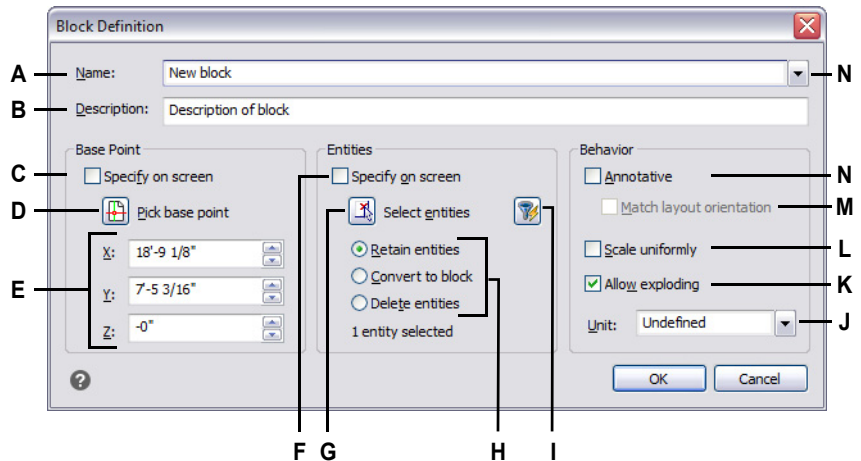 Block Definition
A Name: New block N
B Description: Description of block
Base Point Entities Behavior
C Specify on screen Specify on screen Annotative N
D Pick base point Select entities Match layout orientation M
X: 18'-9 1/8" Retain entities Scale uniformly L
E Y: 7'-5 3/16" Convert to block Allow exploding K
Z: -0" Delete entities
1 entity selected Unit: Undefined J
? OK Cancel
F G H I